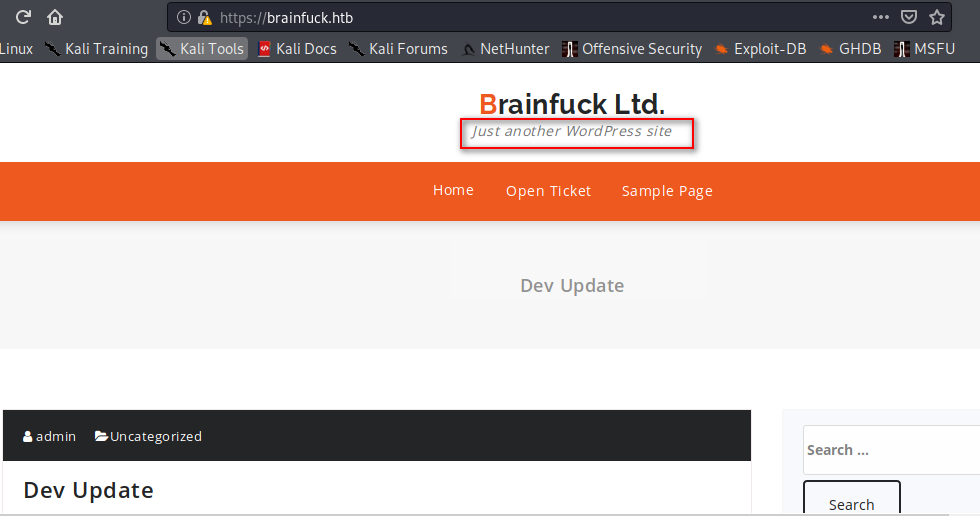 https://brainfuck.htb
Linux Kali Training Kali Tools Kali Docs Kali Forums NetHunter Offensive Security Exploit-DB GHDB MSFU
Brainfuck Ltd.
Just another WordPress site
Home Open Ticket Sample Page
Dev Update
admin Uncategorized
Search ...
Dev Update
Search